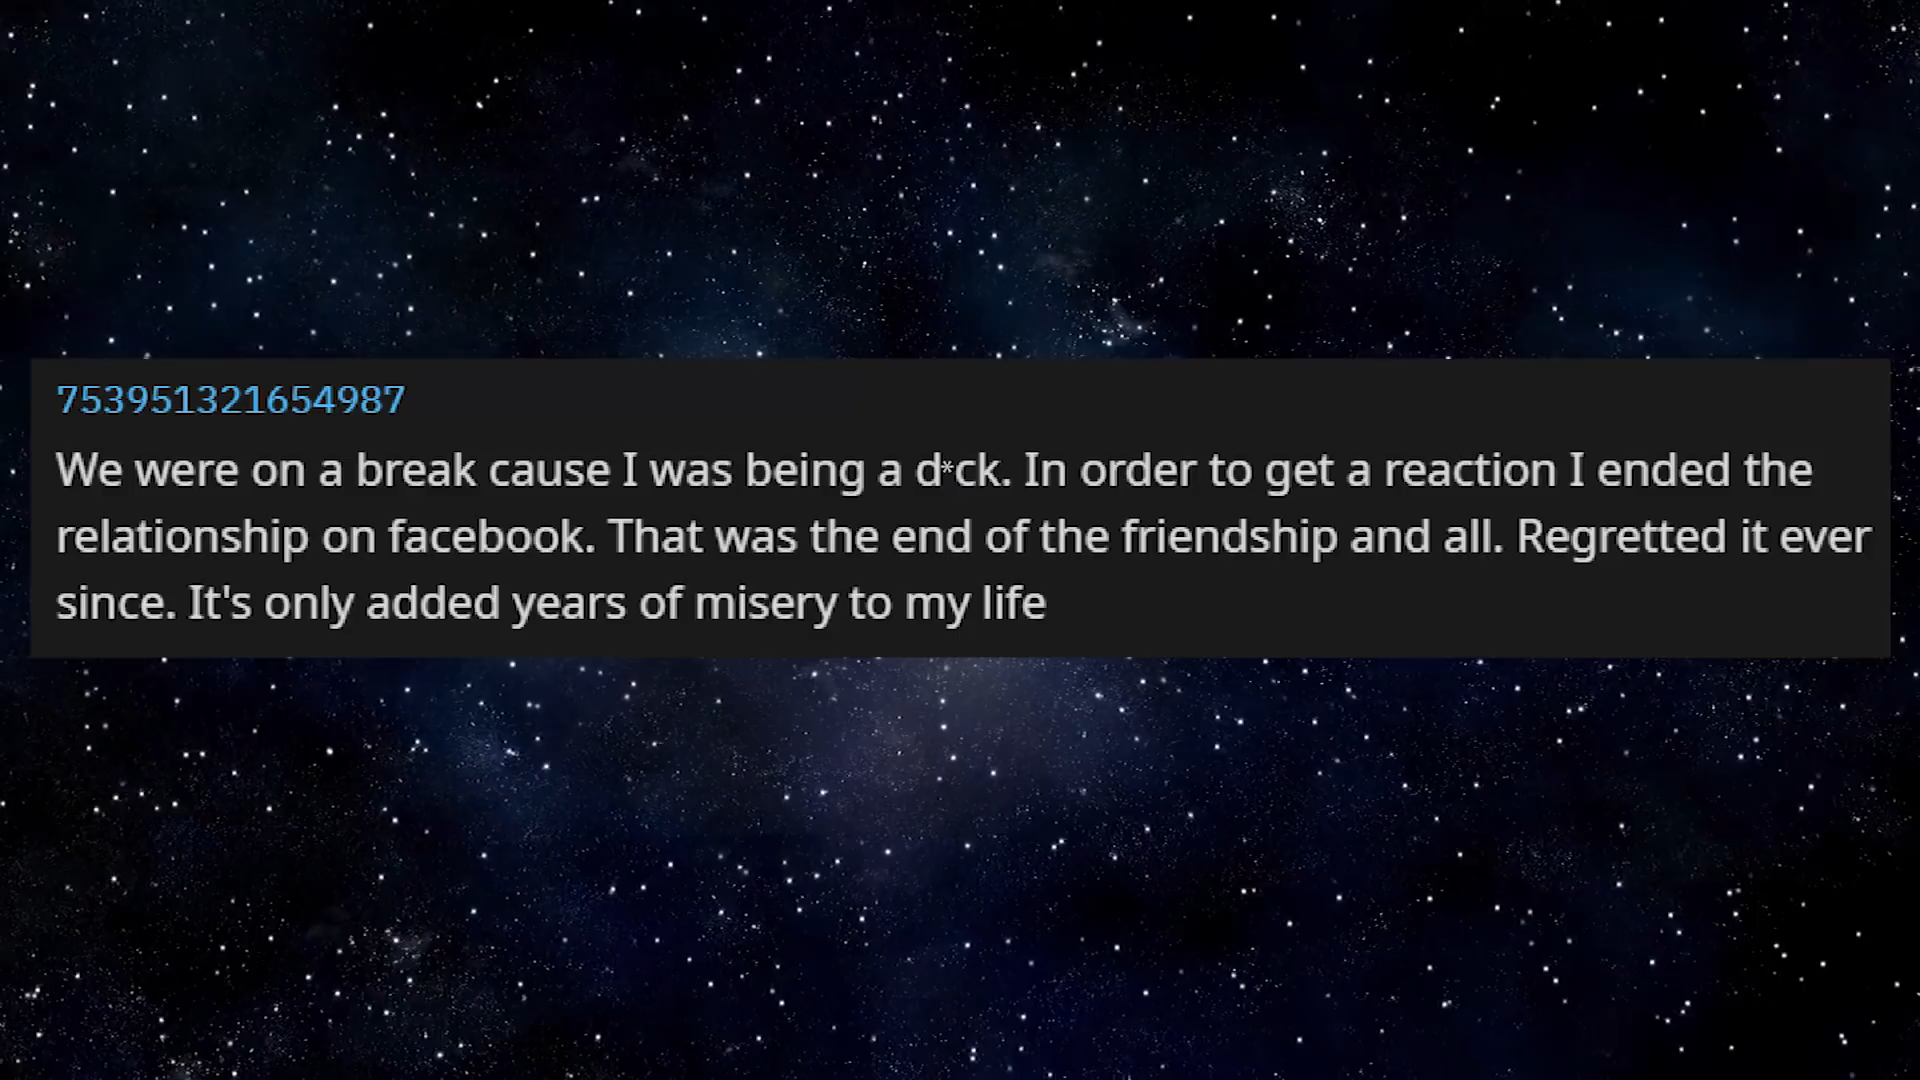 753951321654987
We were on a break cause I was being a d*ck. In order to get a reaction I ended the
relationship on facebook. That was the end of the friendship and all. Regretted it ever
since. It's only added years of misery to my life